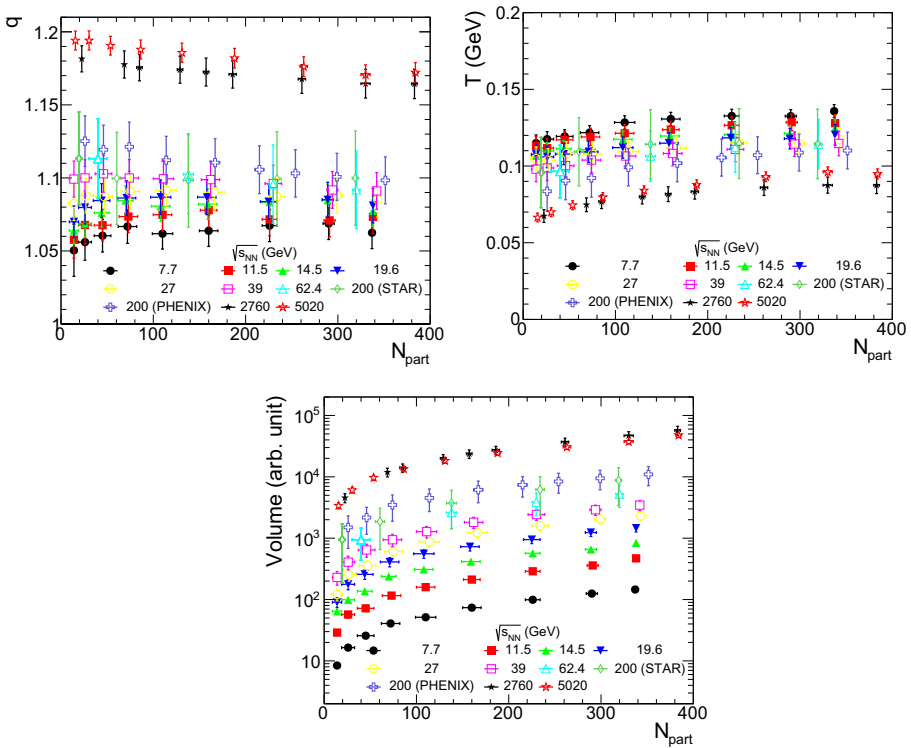 q
1.2
1.15
1.1
1.05
1
√s_NN (GeV)
7.7 11.5 14.5 19.6
27 39 62.4 200 (STAR)
200 (PHENIX) 2760 5020
0 100 200 300 400
N_part
T (GeV)
0.2
0.15
0.1
0.05
0
√s_NN (GeV)
7.7 11.5 14.5 19.6
27 39 62.4 200 (STAR)
200 (PHENIX) 2760 5020
0 100 200 300 400
N_part
Volume (arb. unit)
10^5
10^4
10^3
10^2
10
√s_NN (GeV)
7.7 11.5 14.5 19.6
27 39 62.4 200 (STAR)
200 (PHENIX) 2760 5020
0 100 200 300 400
N_part